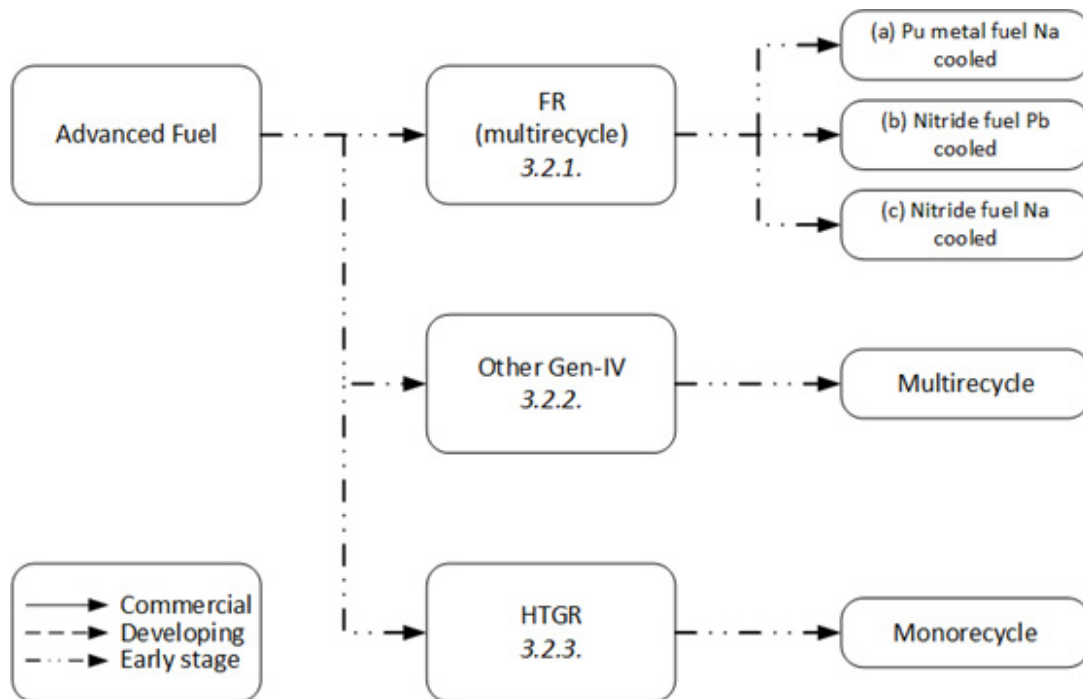 Advanced Fuel
FR
(multirecycle)
3.2.1.
(a) Pu metal fuel Na
cooled
(b) Nitride fuel Pb
cooled
(c) Nitride fuel Na
cooled
Other Gen-IV
3.2.2.
Multirecycle
HTGR
3.2.3.
Monorecycle
Commercial
Developing
Early stage